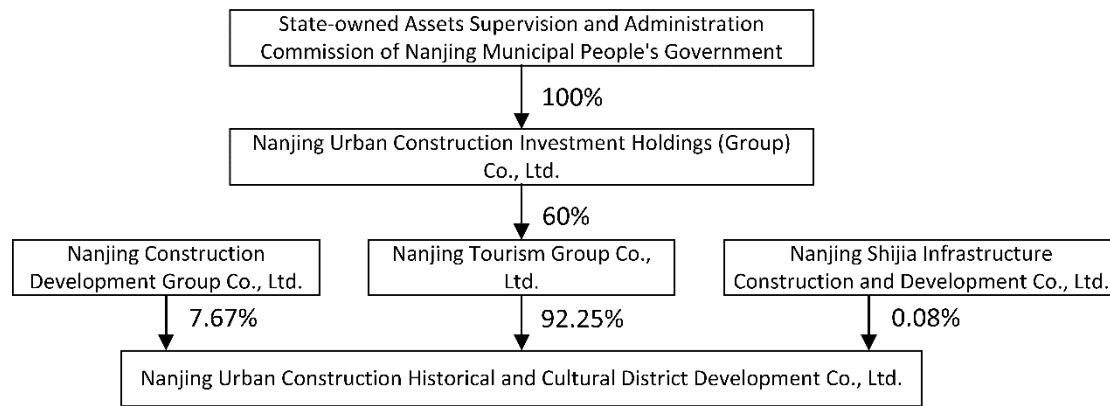 State-owned Assets Supervision and Administration
Commission of Nanjing Municipal People's Government
100%
Nanjing Urban Construction Investment Holdings (Group)
Co., Ltd.
60%
Nanjing Construction
Development Group Co., Ltd.
Nanjing Tourism Group Co.,
Ltd.
Nanjing Shijia Infrastructure
Construction and Development Co., Ltd.
7.67%
92.25%
0.08%
Nanjing Urban Construction Historical and Cultural District Development Co., Ltd.